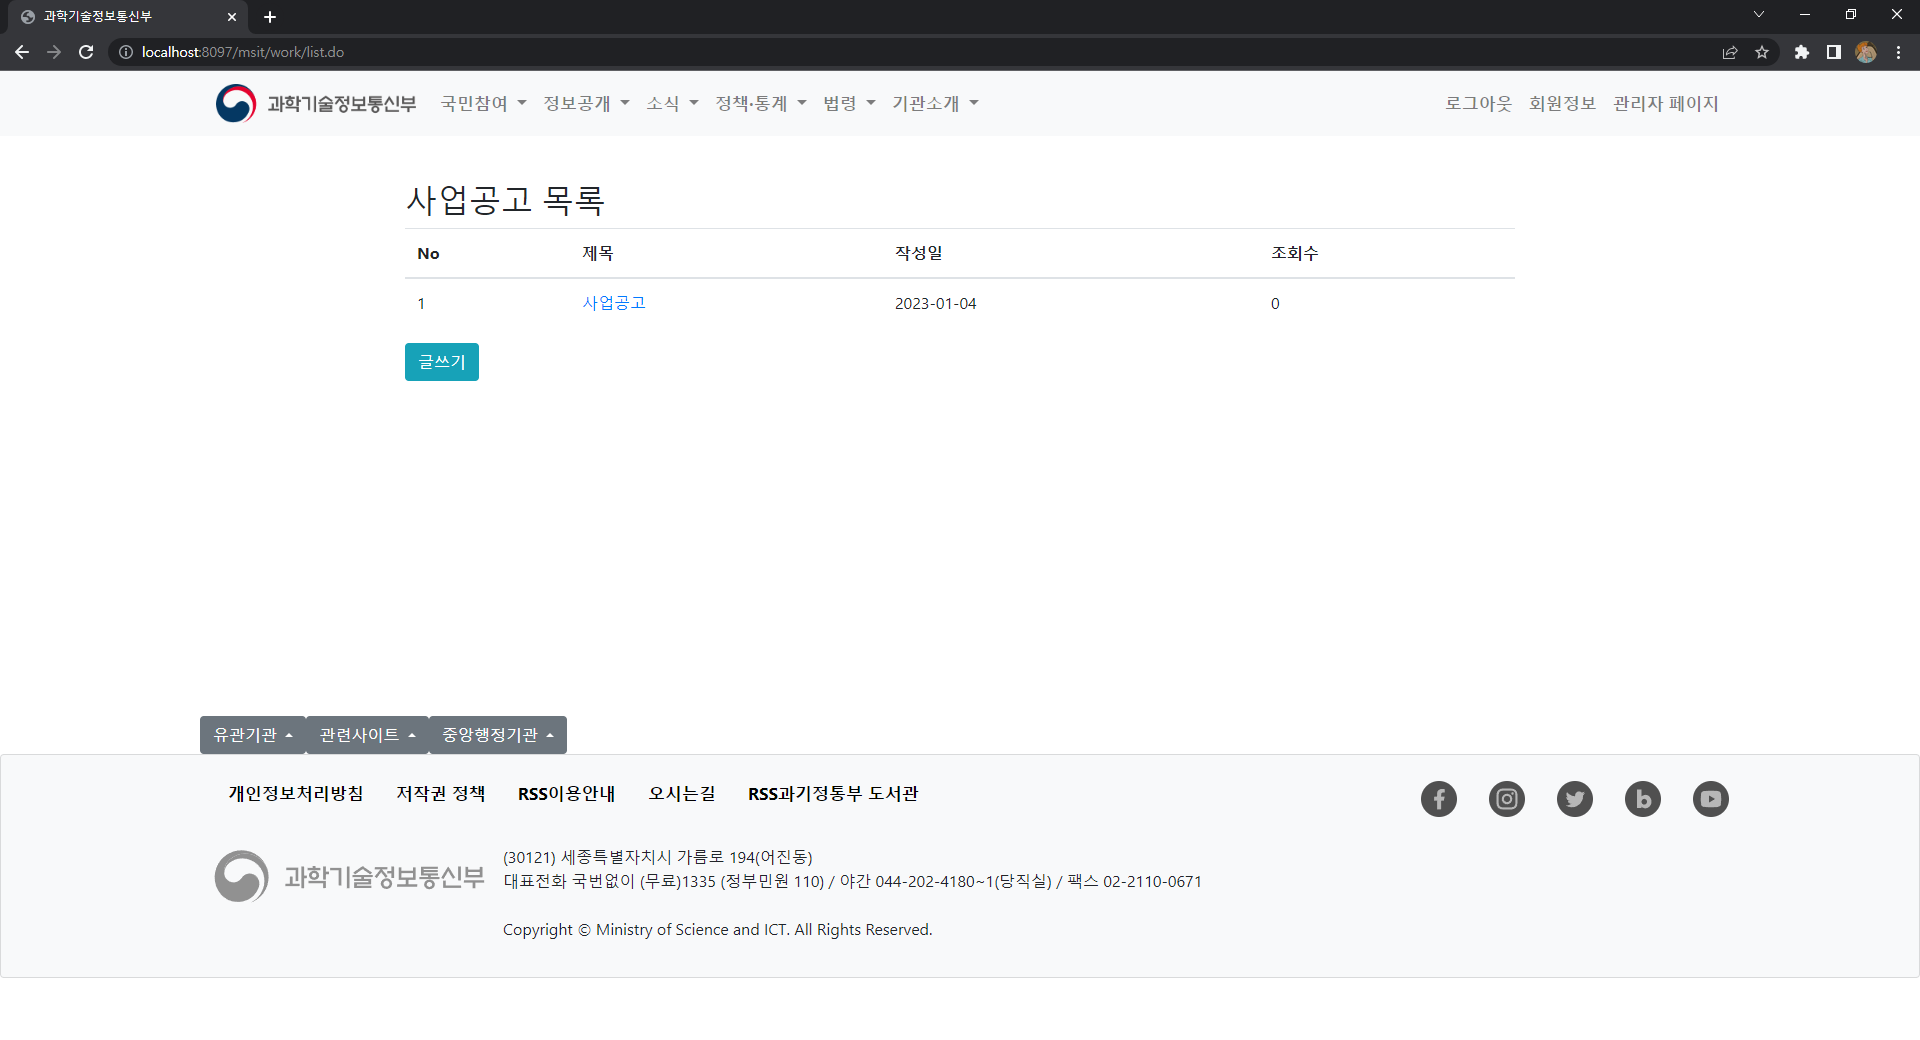 과학기술정보통신부
localhost:8097/msit/work/list.do
과학기술정보통신부 국민참여 정보공개 소식 정책·통계 법령 기관소개 로그아웃 회원정보 관리자 페이지
사업공고 목록
No 제목 작성일 조회수
1 사업공고 2023-01-04 0
글쓰기
유관기관 관련사이트 중앙행정기관
개인정보처리방침 저작권 정책 RSS이용안내 오시는길 RSS과기정통부 도서관
과학기술정보통신부
(30121) 세종특별자치시 가름로 194(어진동)
대표전화 국번없이 (무료)1335 (정부민원 110) / 야간 044-202-4180~1(당직실) / 팩스 02-2110-0671
Copyright © Ministry of Science and ICT. All Rights Reserved.